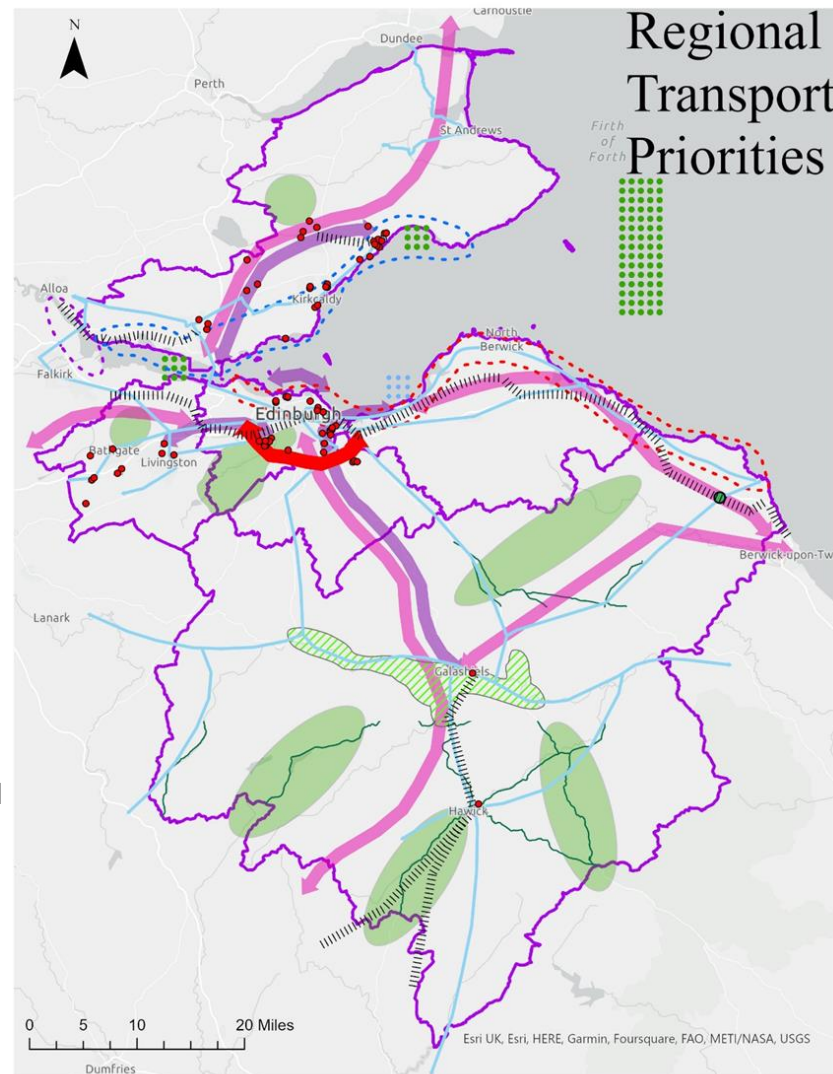 Regional
Transport
Priorities
N
Carnoustie
Dundee
Perth
St Andrews
Firth
of
Forth
Alloa
Kirkcaldy
Falkirk
North
Berwick
Edinburgh
Bathgate
Livingston
Berwick-upon-Tw
Lanark
Galashiels
Hawick
0 5 10 20 Miles
Esri UK, Esri, HERE, Garmin, Foursquare, FAO, METI/NASA, USGS
Dumfries